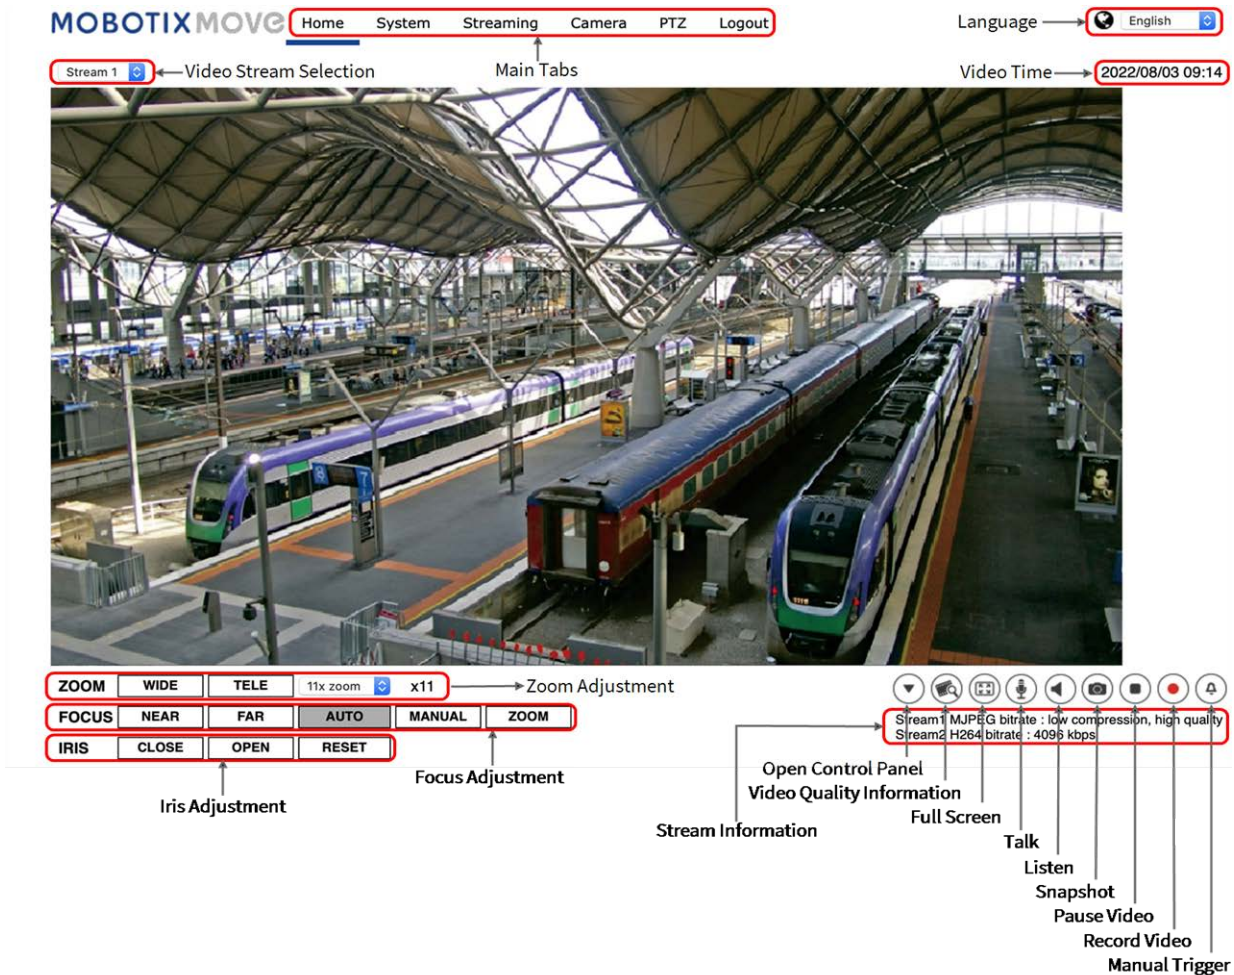 MOBOTIXMOVE
Home System Streaming Camera PTZ Logout
Language
English
Stream 1
Video Stream Selection
Main Tabs
Video Time
2022/08/03 09:14
ZOOM WIDE TELE 11x zoom x11
Zoom Adjustment
FOCUS NEAR FAR AUTO MANUAL ZOOM
IRIS CLOSE OPEN RESET
Stream1 MJPEG bitrate : low compression, high quality
Stream2 H264 bitrate : 4096 kbps
Focus Adjustment
Iris Adjustment
Open Control Panel
Video Quality Information
Full Screen
Stream Information
Talk
Listen
Snapshot
Pause Video
Record Video
Manual Trigger